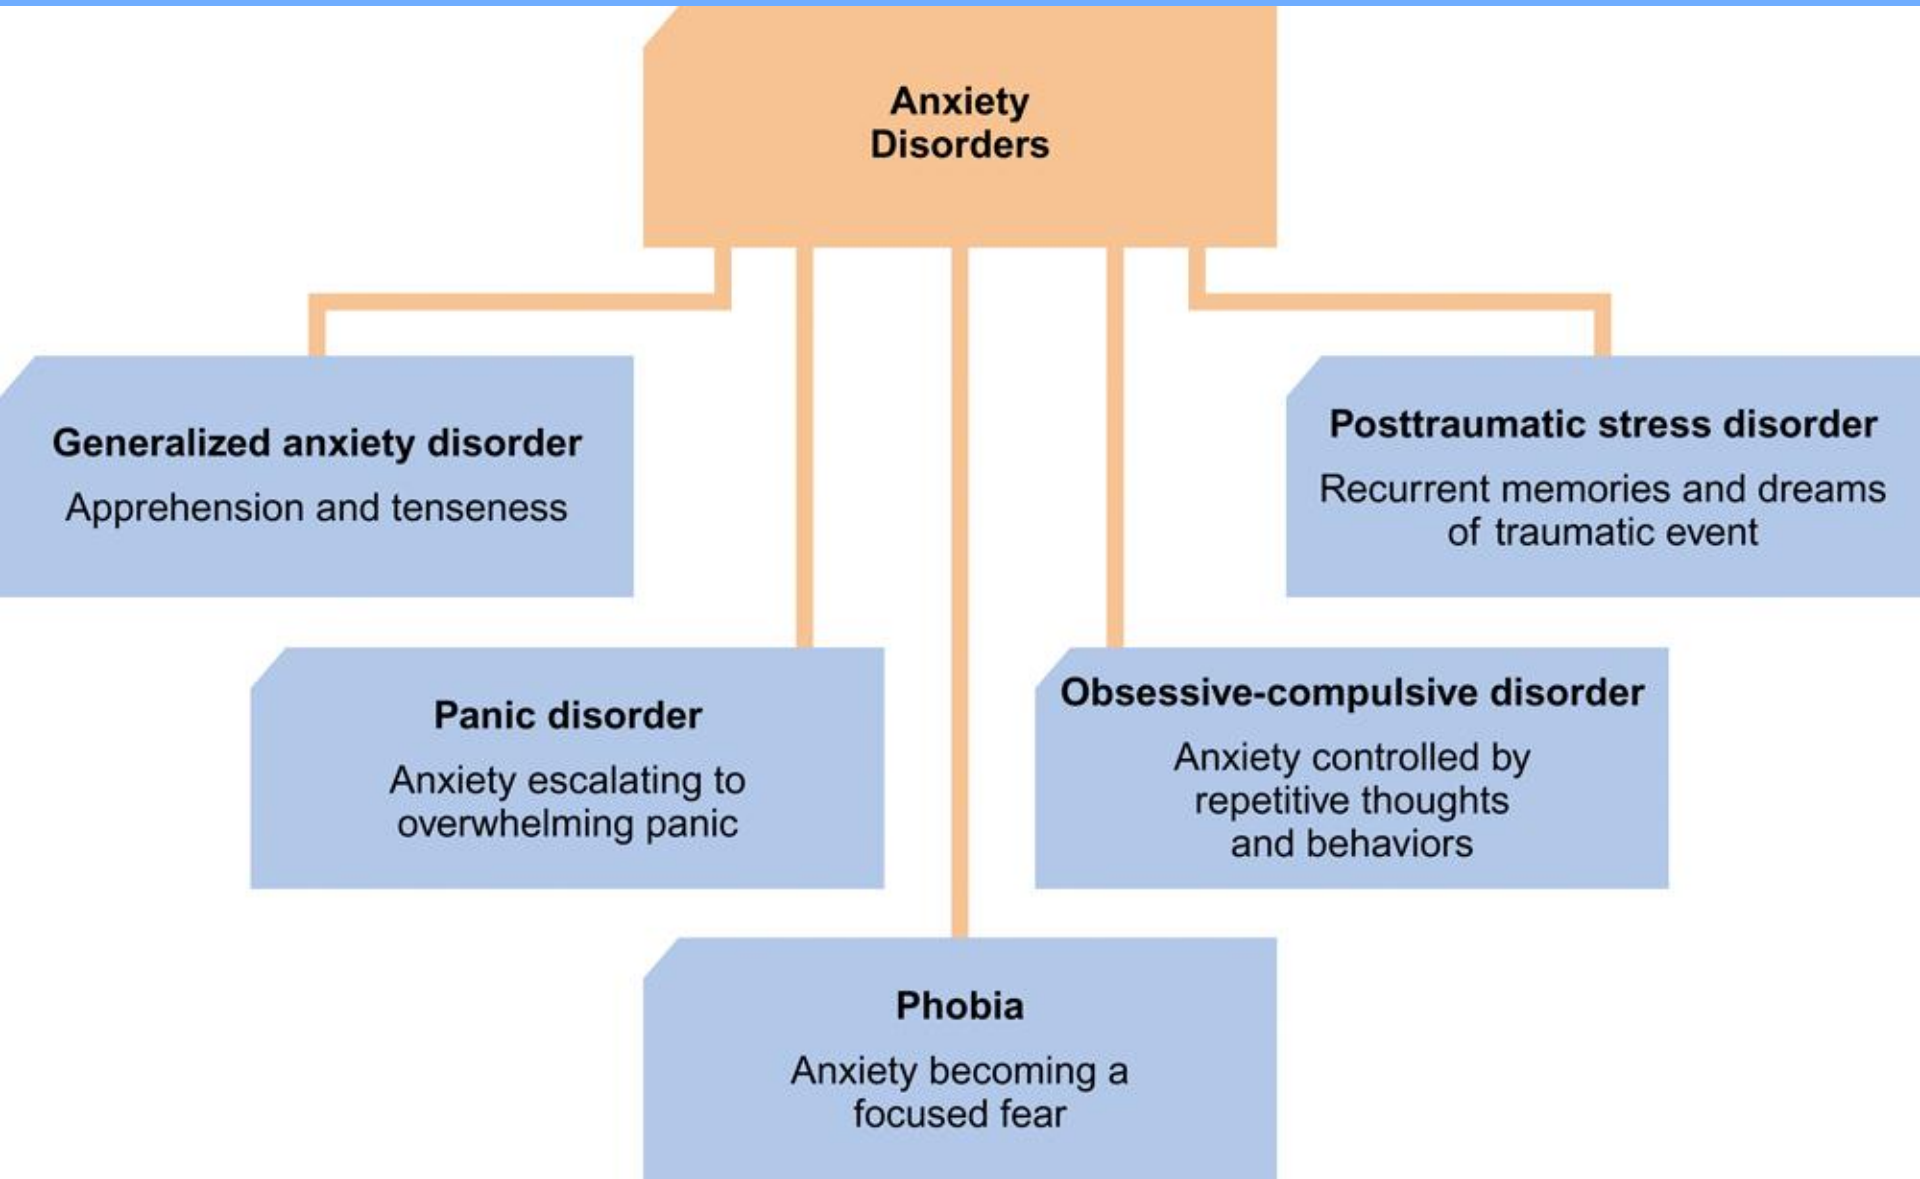 Anxiety
Disorders
Generalized anxiety disorder
Apprehension and tenseness
Posttraumatic stress disorder
Recurrent memories and dreams
of traumatic event
Panic disorder
Anxiety escalating to
overwhelming panic
Obsessive-compulsive disorder
Anxiety controlled by
repetitive thoughts
and behaviors
Phobia
Anxiety becoming a
focused fear